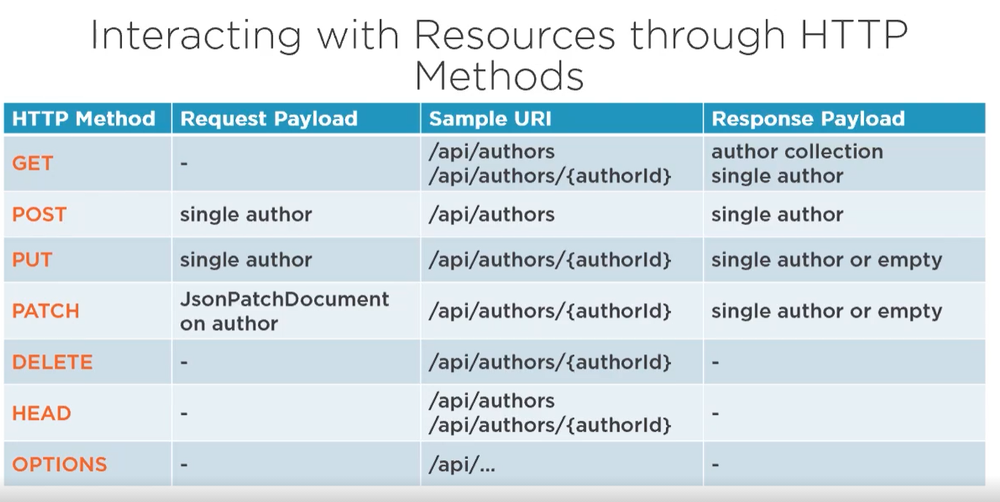 Interacting with Resources through HTTP
Methods
HTTP Method Request Payload Sample URI Response Payload
GET - /api/authors author collection
/api/authors/{authorId} single author
POST single author /api/authors single author
PUT single author /api/authors/{authorId} single author or empty
PATCH JsonPatchDocument
on author /api/authors/{authorId} single author or empty
DELETE - /api/authors/{authorId} -
HEAD - /api/authors
/api/authors/{authorId} -
OPTIONS - /api/... -